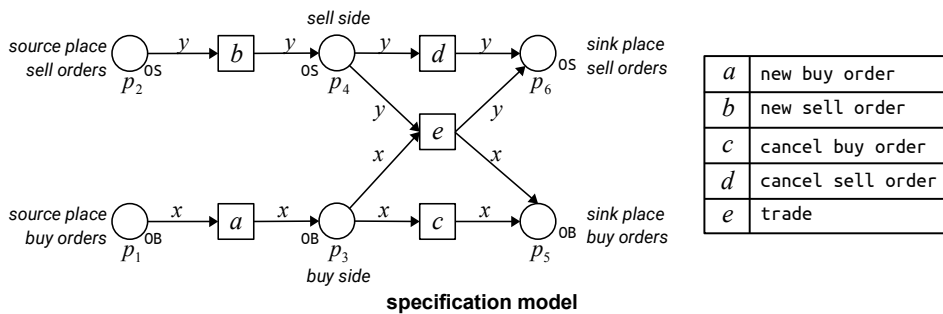 sell side
source place
sell orders
y
b
y
y
d
y
sink place
sell orders
p2
OS
OS
p4
OS
p6
y
y
e
x
x
source place
buy orders
x
a
x
x
c
x
sink place
buy orders
p1
OB
OB
p3
OB
p5
buy side
specification model
a new buy order
b new sell order
c cancel buy order
d cancel sell order
e trade